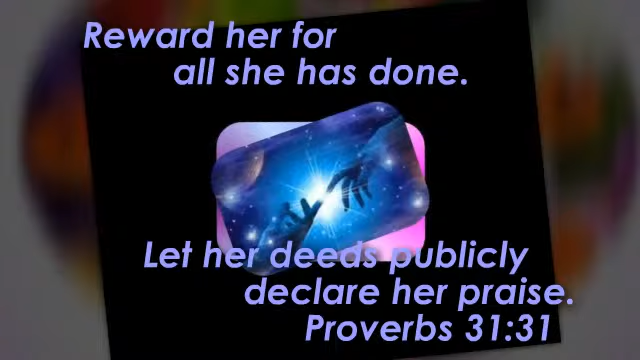 Reward her for
all she has done.
Let her deeds publicly
declare her praise.
Proverbs 31:31